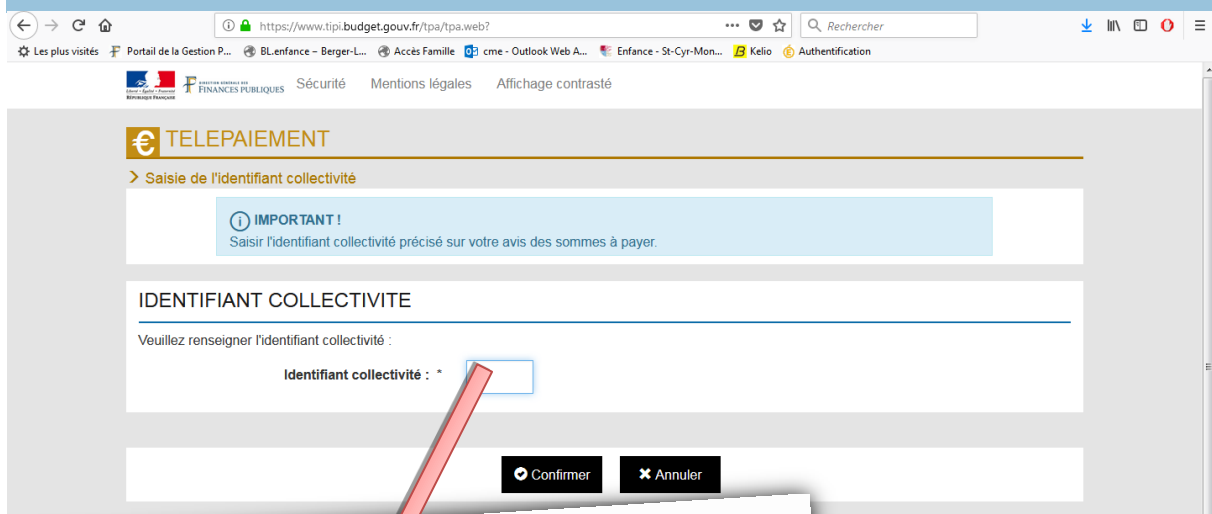 https://www.tipi.budget.gouv.fr/tpa/tpa.web?
Rechercher
Les plus visités Portail de la Gestion P... BL.enfance – Berger-L... Accès Famille cme - Outlook Web A... Enfance - St-Cyr-Mon... Kelio Authentification
FINANCES PUBLIQUES Sécurité Mentions légales Affichage contrasté
RÉPUBLIQUE FRANÇAISE
€ TELEPAIEMENT
> Saisie de l'identifiant collectivité
IMPORTANT !
Saisir l'identifiant collectivité précisé sur votre avis des sommes à payer.
IDENTIFIANT COLLECTIVITE
Veuillez renseigner l'identifiant collectivité :
Identifiant collectivité : *
Confirmer Annuler